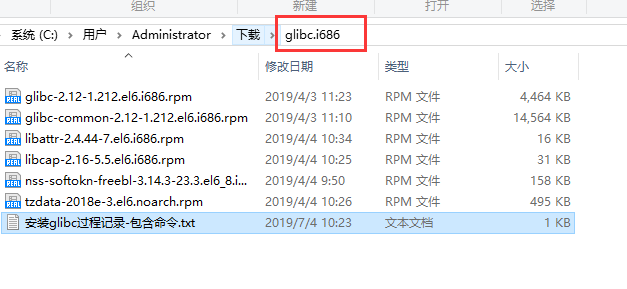 组织 新建 打开 选择
系统 (C:) > 用户 > Administrator > 下载 > glibc.i686
名称 修改日期 类型 大小
glibc-2.12-1.212.el6.i686.rpm 2019/4/3 11:23 RPM 文件 4,464 KB
glibc-common-2.12-1.212.el6.i686.rpm 2019/4/3 11:10 RPM 文件 14,564 KB
libattr-2.4.44-7.el6.i686.rpm 2019/4/4 10:34 RPM 文件 16 KB
libcap-2.16-5.5.el6.i686.rpm 2019/4/4 10:25 RPM 文件 31 KB
nss-softokn-freebl-3.14.3-23.3.el6_8.i... 2019/4/4 9:50 RPM 文件 158 KB
tzdata-2018e-3.el6.noarch.rpm 2019/4/4 10:26 RPM 文件 495 KB
安装glibc过程记录-包含命令.txt 2019/7/4 10:23 文本文档 1 KB